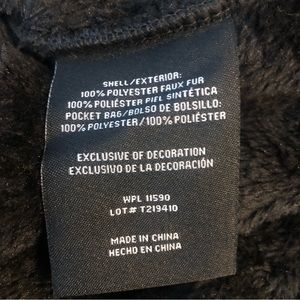 SHELL/EXTERIOR:
100% POLYESTER FAUX FUR
100% POLIÉSTER PIEL SINTÉTICA
POCKET BAG/BOLSO DE BOLSILLO:
100% POLYESTER/100% POLIÉSTER
EXCLUSIVE OF DECORATION
EXCLUSIVO DE LA DECORACIÓN
WPL 11590
LOT# T219410
MADE IN CHINA
HECHO EN CHINA